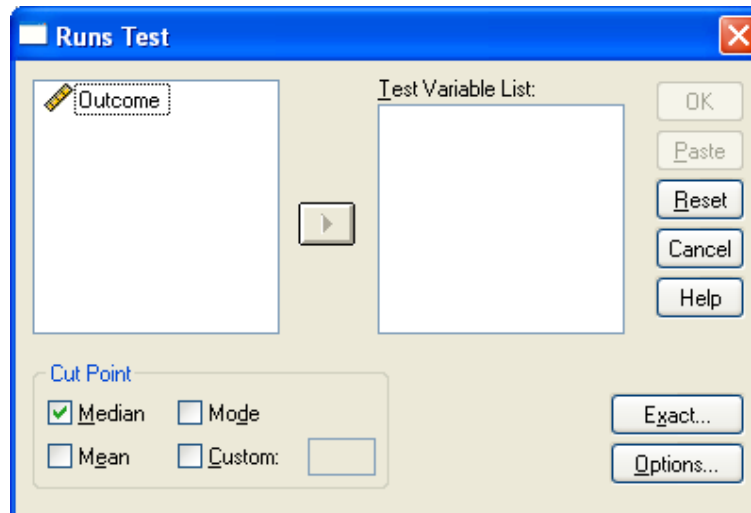 Runs Test
Outcome
Test Variable List:
OK
Paste
Reset
Cancel
Help
Cut Point
Median
Mode
Mean
Custom:
Exact...
Options...